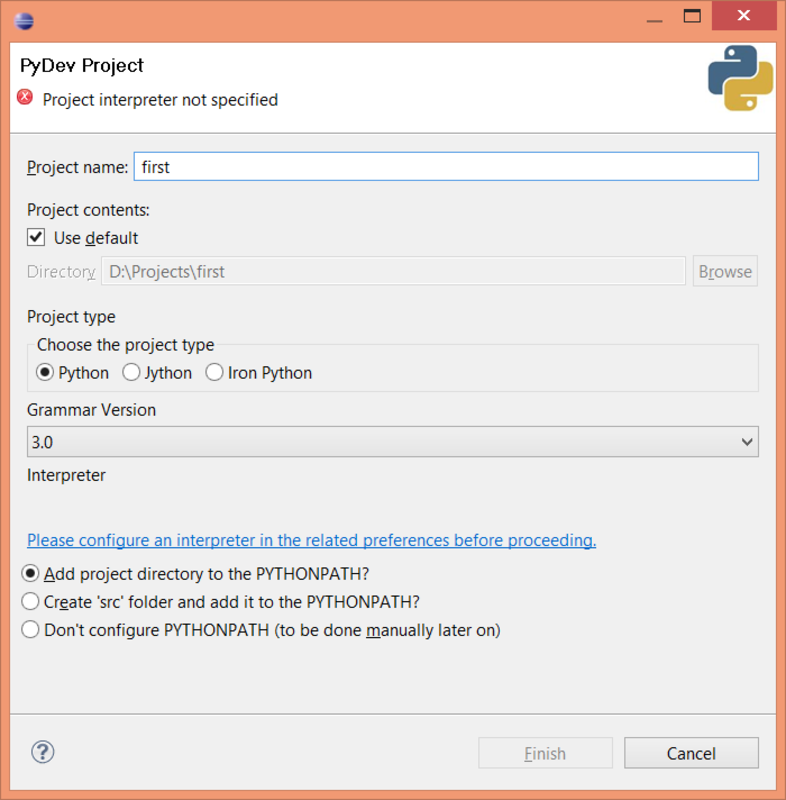 PyDev Project
Project interpreter not specified
Project name: first
Project contents:
Use default
Directory D:\Projects\first Browse
Project type
Choose the project type
Python Jython Iron Python
Grammar Version
3.0
Interpreter
Please configure an interpreter in the related preferences before proceeding.
Add project directory to the PYTHONPATH?
Create 'src' folder and add it to the PYTHONPATH?
Don't configure PYTHONPATH (to be done manually later on)
? Finish Cancel